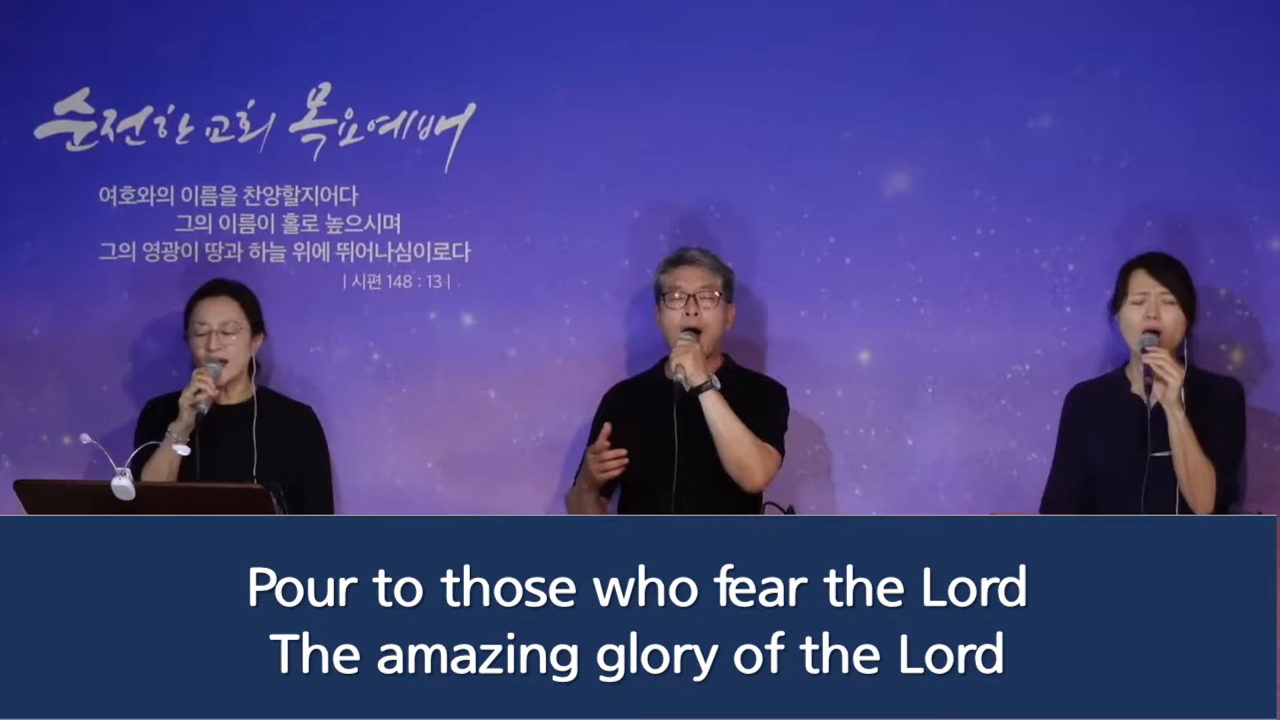 순전한 교회 목요예배
여호와의 이름을 찬양할지어다
그의 이름이 홀로 높으시며
그의 영광이 땅과 하늘 위에 뛰어나심이로다
| 시편 148 : 13 |
Pour to those who fear the Lord
The amazing glory of the Lord